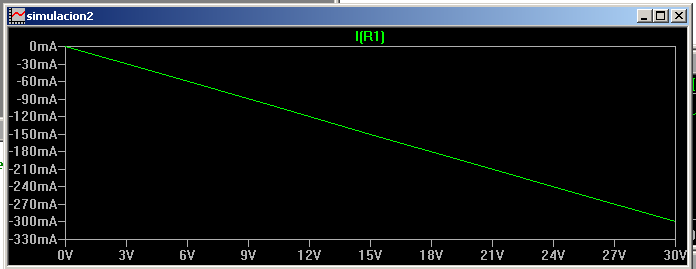 simulacion2
I(R1)
0mA
-30mA
-60mA
-90mA
-120mA
-150mA
-180mA
-210mA
-240mA
-270mA
-300mA
-330mA
0V 3V 6V 9V 12V 15V 18V 21V 24V 27V 30V